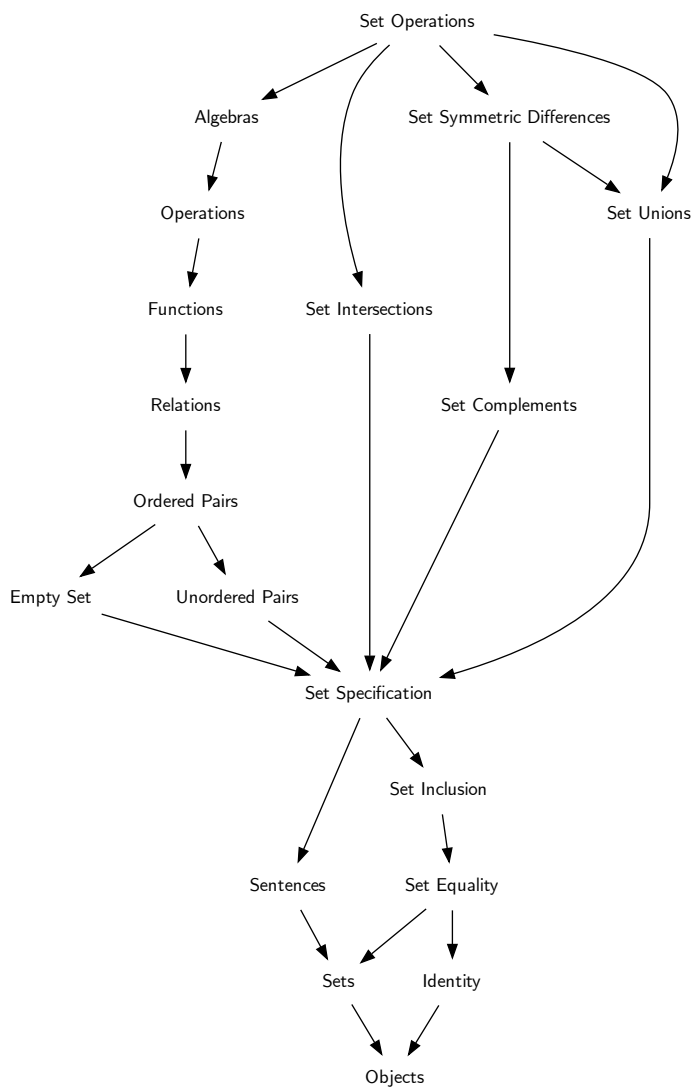 Set Operations
Algebras
Set Symmetric Differences
Operations
Set Unions
Functions
Set Intersections
Relations
Set Complements
Ordered Pairs
Empty Set
Unordered Pairs
Set Specification
Set Inclusion
Sentences
Set Equality
Sets
Identity
Objects